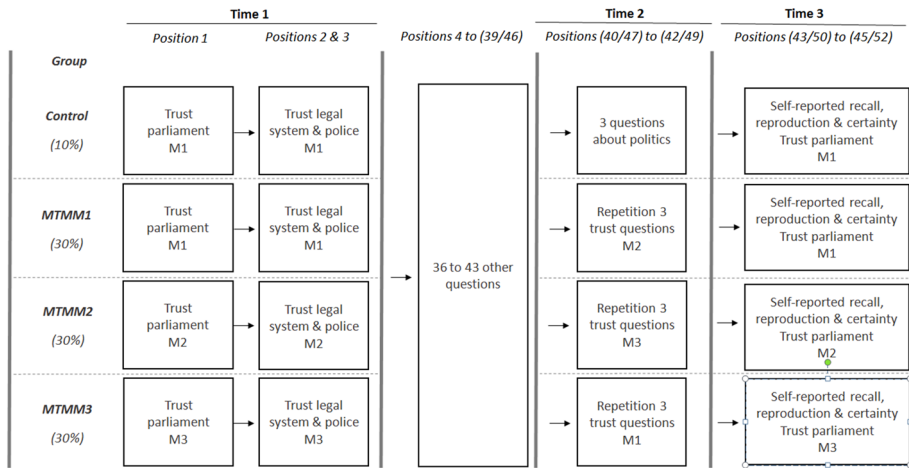 Time 1
Time 2
Time 3
Position 1
Positions 2 & 3
Positions 4 to (39/46)
Positions (40/47) to (42/49)
Positions (43/50) to (45/52)
Group
Control
(10%)
Trust
parliament
M1
Trust legal
system & police
M1
3 questions
about politics
Self-reported recall,
reproduction & certainty
Trust parliament
M1
MTMM1
(30%)
Trust
parliament
M1
Trust legal
system & police
M1
36 to 43 other
questions
Repetition 3
trust questions
M2
Self-reported recall,
reproduction & certainty
Trust parliament
M1
MTMM2
(30%)
Trust
parliament
M2
Trust legal
system & police
M2
Repetition 3
trust questions
M3
Self-reported recall,
reproduction & certainty
Trust parliament
M2
MTMM3
(30%)
Trust
parliament
M3
Trust legal
system & police
M3
Repetition 3
trust questions
M1
Self-reported recall,
reproduction & certainty
Trust parliament
M3